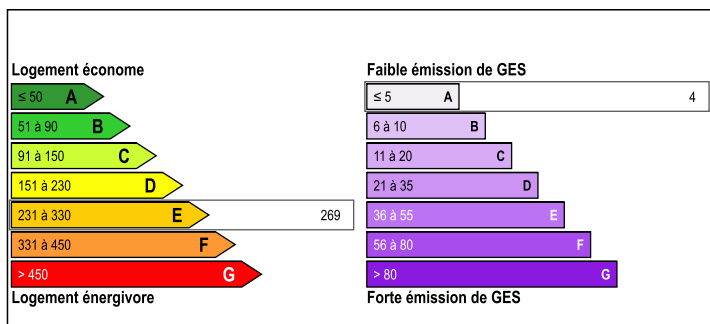 Logement économe
≤ 50 A
51 à 90 B
91 à 150 C
151 à 230 D
231 à 330 E 269
331 à 450 F
> 450 G
Logement énergivore
Faible émission de GES
≤ 5 A 4
6 à 10 B
11 à 20 C
21 à 35 D
36 à 55 E
56 à 80 F
> 80 G
Forte émission de GES